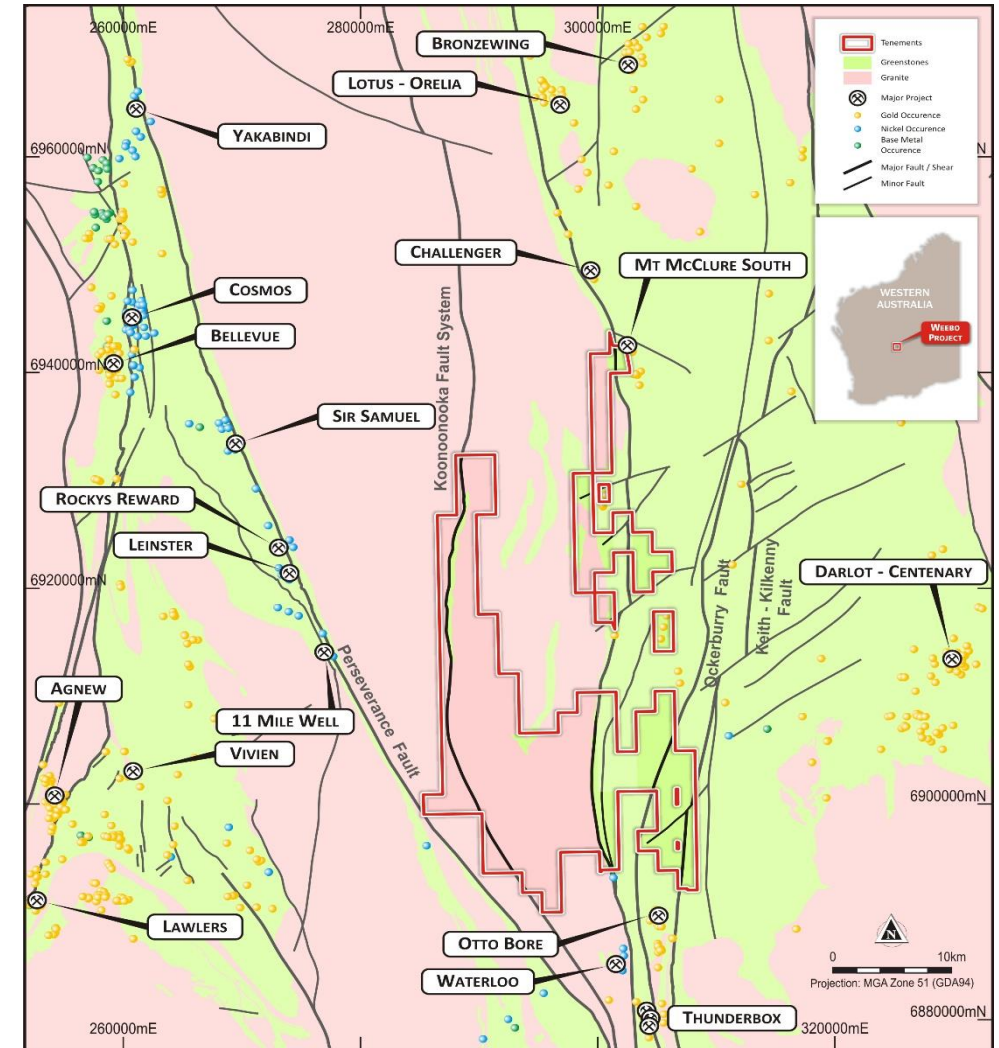 260000mE
280000mE
300000mE
BRONZEWING
LOTUS - ORELIA
YAKABINDI
6960000mN
N
Tenements
Greenstones
Granite
Major Project
Gold Occurence
Nickel Occurence
Base Metal
Occurence
Major Fault / Shear
Minor Fault
CHALLENGER
MT MCCLURE SOUTH
COSMOS
BELLEVUE
WESTERN
AUSTRALIA
WEEBO
PROJECT
6940000mN
Koonoonooka Fault System
SIR SAMUEL
ROCKYS REWARD
LEINSTER
6920000mN
DARLOT - CENTENARY
Ockerburry Fault
Keith - Kilkenny
Fault
Perseverance Fault
AGNEW
11 MILE WELL
VIVIEN
6900000mN
LAWLERS
OTTO BORE
WATERLOO
N
0 10km
Projection: MGA Zone 51 (GDA94)
THUNDERBOX
6880000mN
260000mE
320000mE